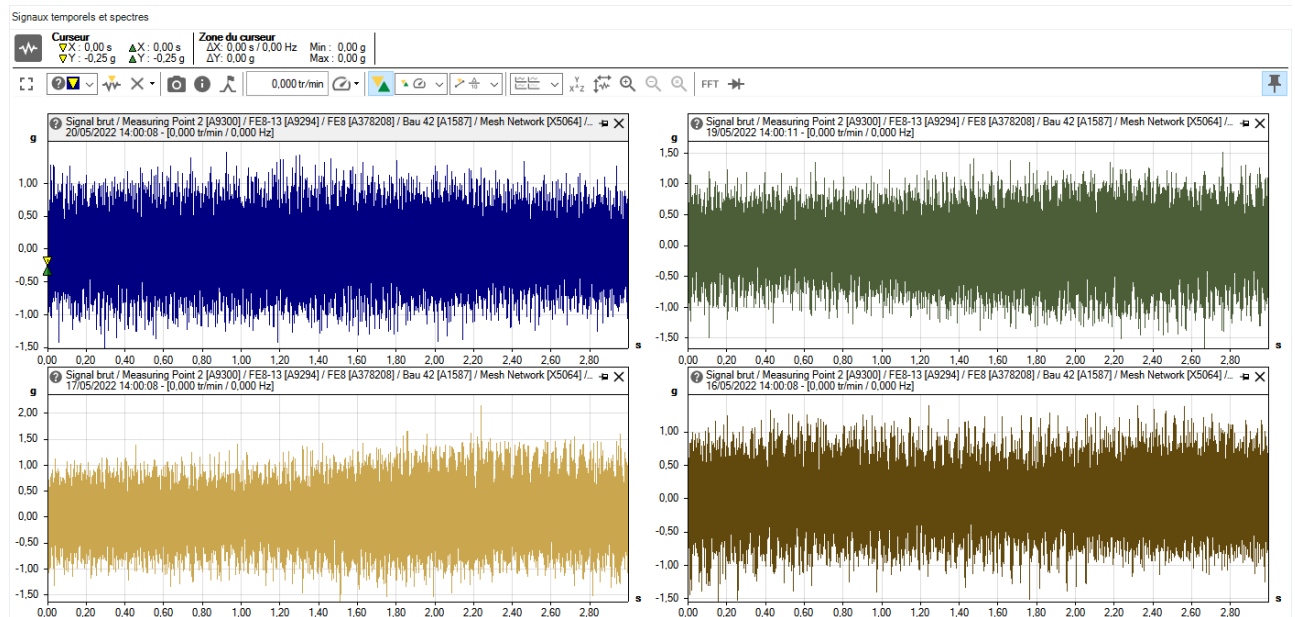 Signaux temporels et spectres
Curseur
X : 0,00 s X : 0,00 s
Y : -0,25 g Y : -0,25 g
Zone du curseur
ΔX: 0,00 s / 0,00 Hz Min : 0,00 g
ΔY: 0,00 g Max : 0,00 g
0,000 tr/min FFT
Signal brut / Measuring Point 2 [A9300] / FE8-13 [A9294] / FE8 [A378208] / Bau 42 [A1587] / Mesh Network [X5064] /...
20/05/2022 14:00:08 - [0,000 tr/min / 0,000 Hz]
g
1,00
0,50
0,00
-0,50
-1,00
-1,50
0,00 0,20 0,40 0,60 0,80 1,00 1,20 1,40 1,60 1,80 2,00 2,20 2,40 2,60 2,80 s
Signal brut / Measuring Point 2 [A9300] / FE8-13 [A9294] / FE8 [A378208] / Bau 42 [A1587] / Mesh Network [X5064] /...
19/05/2022 14:00:11 - [0,000 tr/min / 0,000 Hz]
g
1,50
1,00
0,50
0,00
-0,50
-1,00
-1,50
0,00 0,20 0,40 0,60 0,80 1,00 1,20 1,40 1,60 1,80 2,00 2,20 2,40 2,60 2,80 s
Signal brut / Measuring Point 2 [A9300] / FE8-13 [A9294] / FE8 [A378208] / Bau 42 [A1587] / Mesh Network [X5064] /...
17/05/2022 14:00:08 - [0,000 tr/min / 0,000 Hz]
g
2,00
1,50
1,00
0,50
0,00
-0,50
-1,00
-1,50
0,00 0,20 0,40 0,60 0,80 1,00 1,20 1,40 1,60 1,80 2,00 2,20 2,40 2,60 2,80 s
Signal brut / Measuring Point 2 [A9300] / FE8-13 [A9294] / FE8 [A378208] / Bau 42 [A1587] / Mesh Network [X5064] /...
16/05/2022 14:00:08 - [0,000 tr/min / 0,000 Hz]
g
1,00
0,50
0,00
-0,50
-1,00
-1,50
0,00 0,20 0,40 0,60 0,80 1,00 1,20 1,40 1,60 1,80 2,00 2,20 2,40 2,60 2,80 s